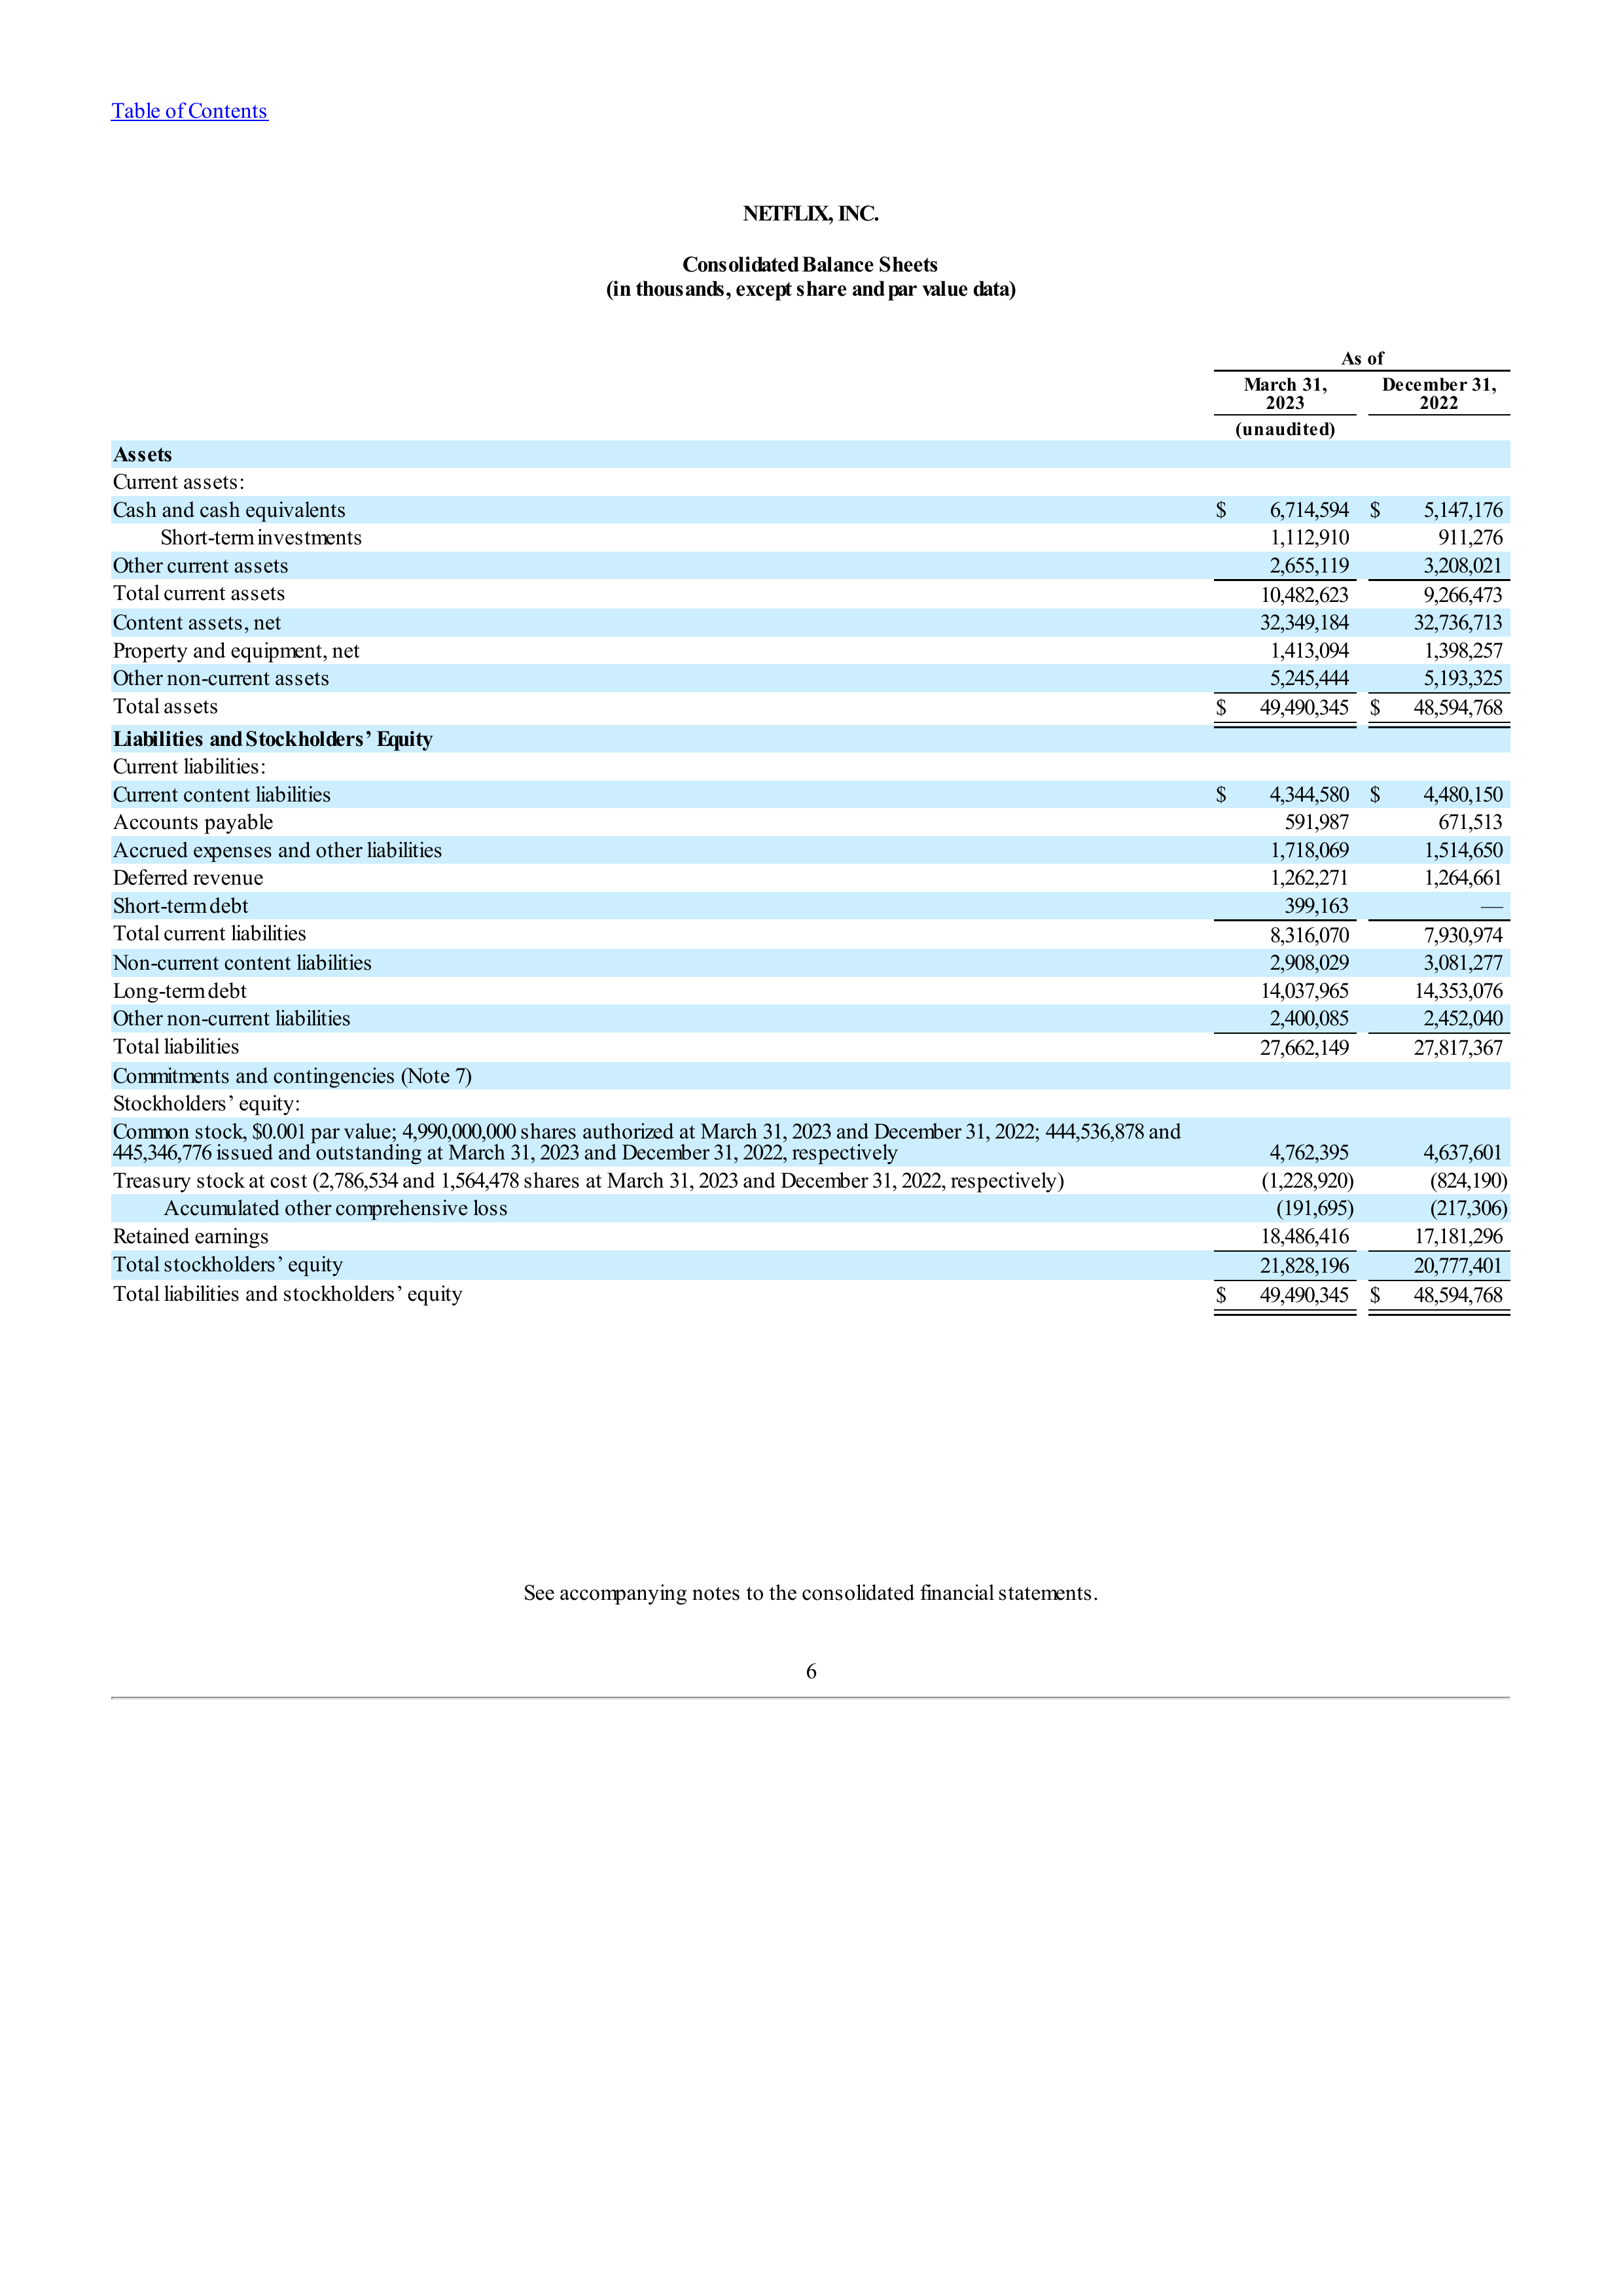 Table of Contents
NETFLIX, INC.
Consolidated Balance Sheets
(in thousands, except share and par value data)
As of
March 31, 2023 December 31, 2022
(unaudited)
Assets
Current assets:
Cash and cash equivalents $ 6,714,594 $ 5,147,176
Short-term investments 1,112,910 911,276
Other current assets 2,655,119 3,208,021
Total current assets 10,482,623 9,266,473
Content assets, net 32,349,184 32,736,713
Property and equipment, net 1,413,094 1,398,257
Other non-current assets 5,245,444 5,193,325
Total assets $ 49,490,345 $ 48,594,768
Liabilities and Stockholders’ Equity
Current liabilities:
Current content liabilities $ 4,344,580 $ 4,480,150
Accounts payable 591,987 671,513
Accrued expenses and other liabilities 1,718,069 1,514,650
Deferred revenue 1,262,271 1,264,661
Short-term debt 399,163 —
Total current liabilities 8,316,070 7,930,974
Non-current content liabilities 2,908,029 3,081,277
Long-term debt 14,037,965 14,353,076
Other non-current liabilities 2,400,085 2,452,040
Total liabilities 27,662,149 27,817,367
Commitments and contingencies (Note 7)
Stockholders’ equity:
Common stock, $0.001 par value; 4,990,000,000 shares authorized at March 31, 2023 and December 31, 2022; 444,536,878 and
445,346,776 issued and outstanding at March 31, 2023 and December 31, 2022, respectively 4,762,395 4,637,601
Treasury stock at cost (2,786,534 and 1,564,478 shares at March 31, 2023 and December 31, 2022, respectively) (1,228,920) (824,190)
Accumulated other comprehensive loss (191,695) (217,306)
Retained earnings 18,486,416 17,181,296
Total stockholders’ equity 21,828,196 20,777,401
Total liabilities and stockholders’ equity $ 49,490,345 $ 48,594,768
See accompanying notes to the consolidated financial statements.
6